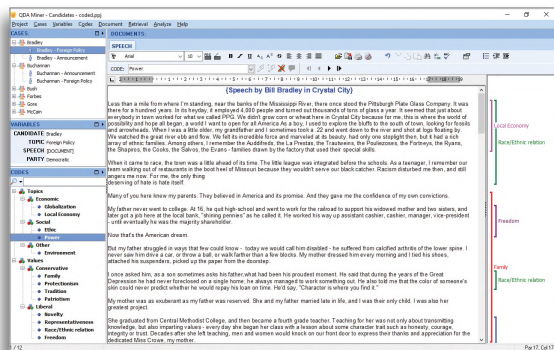 QDA Miner - Candidates - coded.ppj
Project Cases Variables Codes Document Retrieval Analyze Help
CASES:
Bradley
Bradley - Foreign Policy
Bradley - Announcement
Buchannan
Buchannan - Announcement
Buchannan - Foreign Policy
Bush
Forbes
Gore
McCain
VARIABLES
CANDIDATE Bradley
TOPIC Foreign Policy
SPEECH [DOCUMENT]
PARTY Democratic
CODES
Topics
Economic
Globalization
Local Economy
Social
Ethic
Power
Other
Environment
Values
Conservative
Family
Protectionism
Tradition
Patriotism
Liberal
Novelty
Representativeness
Race/Ethnic relation
Freedom
1 / 12
DOCUMENTS:
SPEECH
Arial 10
CODE: Power
{Speech by Bill Bradley in Crystal City}
Less than a mile from where I'm standing, near the banks of the Mississippi River, there once stood the Pittsburgh Plate Glass Company. It was
there for a hundred years. In its heyday, it employed 4,000 people and turned out thousands of tons of glass a year. It seemed that just about
everybody in town worked for what we called PPG. We didn't grow corn or wheat here in Crystal City because for me, this is where the world of
possibility and hope all began, a world I want to open for all America As a boy, I used to explore the bluffs to the south of town, looking for fossils
and arrowheads. When I was a little older, my grandfather and I sometimes took a .22 and went down to the river and shot at logs floating by.
We watched the great river ebb and flow. We felt its incredible force and marveled at its beauty. had only one stoplight then, but it had a rich
array of ethnic families. Among others, I remember the Auddifreds, the La Prestas, the Trautweins, the Pouliezoses, the Fortneys, the Ryans,
the Shapiros, the Cooks, the Salvos, the Evans - families drawn by the factory that used their special skills.
When it came to race, the town was a little ahead of its time. The little league was integrated before the schools. As a teenager, I remember our
team walking out of restaurants in the boot heel of Missouri because they wouldn't serve our black catcher. Racism disturbed me then, and still
angers me now. For me, the only thing
deserving of hate is hate itself.
Many of you here knew my parents. They believed in America and its promise. And they gave me the confidence of my own convictions.
My father never went to college. At 16, he quit high-school and went to work for the railroad to support his widowed mother and two sisters, and
later got a job here at the local bank, "shining pennies" as he called it. He worked his way up assistant cashier, cashier, manager, vice-president
- until eventually he was the majority shareholder.
Now that's the American dream.
But my father struggled in ways that few could know - today we would call him disabled - he suffered from calcified arthritis of the lower spine. I
never saw him drive a car, or throw a ball, or walk farther than a few blocks. My mother dressed him every morning and I tied his shoes,
attached his suspenders, picked up the paper from the doorstep.
I once asked him, as a son sometimes asks his father,what had been his proudest moment. He said that during the years of the Great
Depression he had never foreclosed on a single home; he always managed to work something out. He also told me that the color of someone's
skin could never predict whether he would repay his loan on time. He'd say, "Character is where you find it."
My mother was as exuberant as my father was reserved. She and my father married late in life, and I was their only child. I was also her
greatest project.
She graduated from Central Methodist College, and then became a fourth grade teacher. Teaching for her was not only about transmitting
knowledge, but also imparting values - every day she began her class with a lesson about some character trait such as honesty, courage,
integrity or trust. Decades after she left teaching, men and women would knock on our front door to express their thanks and appreciation for the
dedicated Miss Crowe, my mother.
Local Economy
Race/Ethnic relation
Freedom
Family
Race/Ethnic relation
Par 17, Col 17